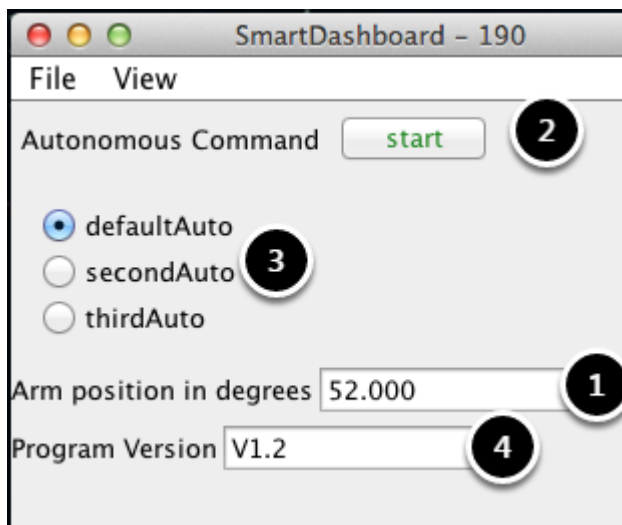 SmartDashboard – 190
File View
Autonomous Command start 2
defaultAuto
secondAuto 3
thirdAuto
Arm position in degrees 52.000 1
Program Version V1.2 4